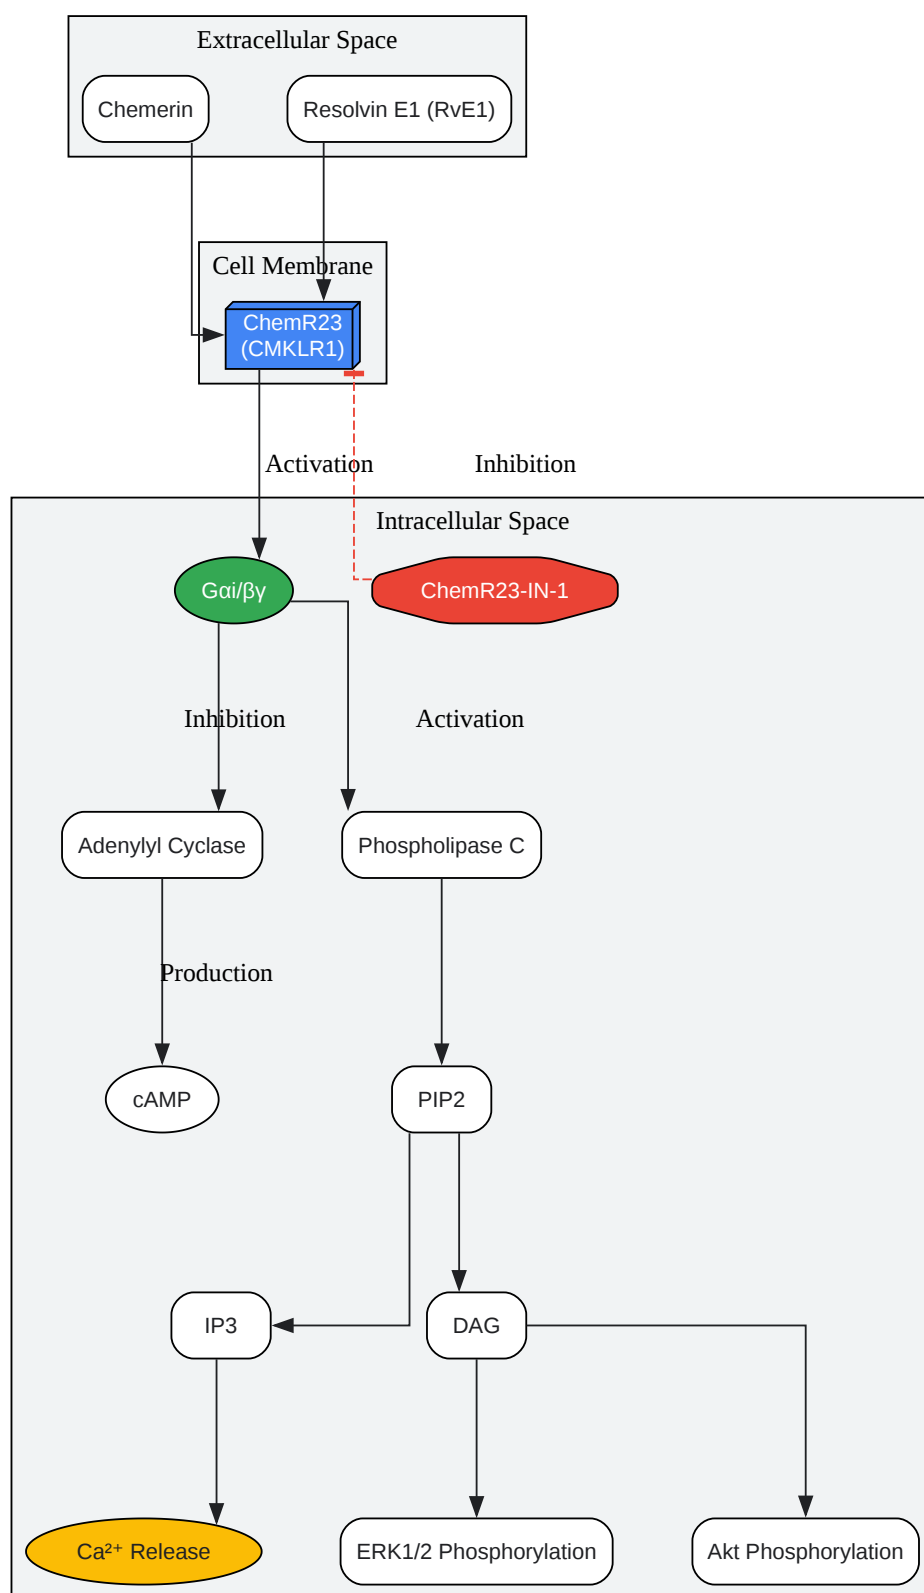 Extracellular Space
Chemerin
Resolvin E1 (RvE1)
Cell Membrane
ChemR23
(CMKLR1)
Activation
Inhibition
Intracellular Space
Gαi/βγ
ChemR23-IN-1
Inhibition
Activation
Adenylyl Cyclase
Phospholipase C
Production
cAMP
PIP2
IP3
DAG
Ca²⁺ Release
ERK1/2 Phosphorylation
Akt Phosphorylation